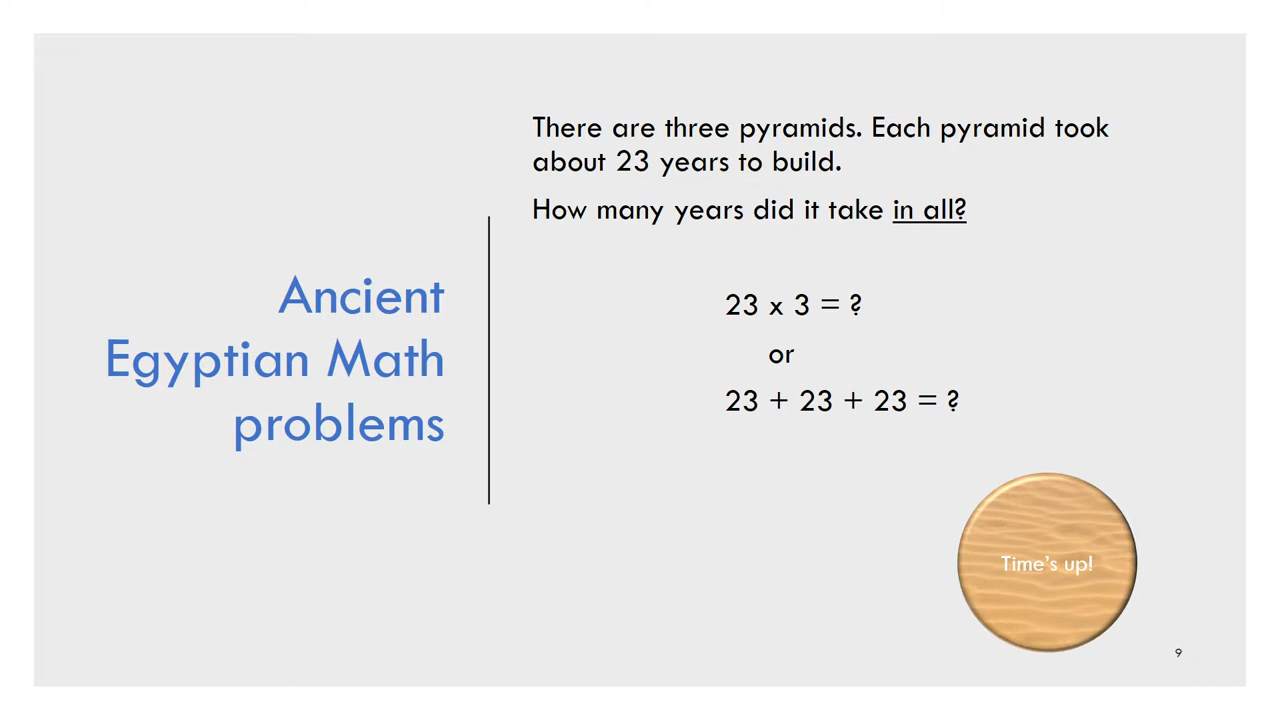 There are three pyramids. Each pyramid took
about 23 years to build.
How many years did it take in all?
Ancient
Egyptian Math
problems
23 x 3 = ?
or
23 + 23 + 23 = ?
Time's up!
9